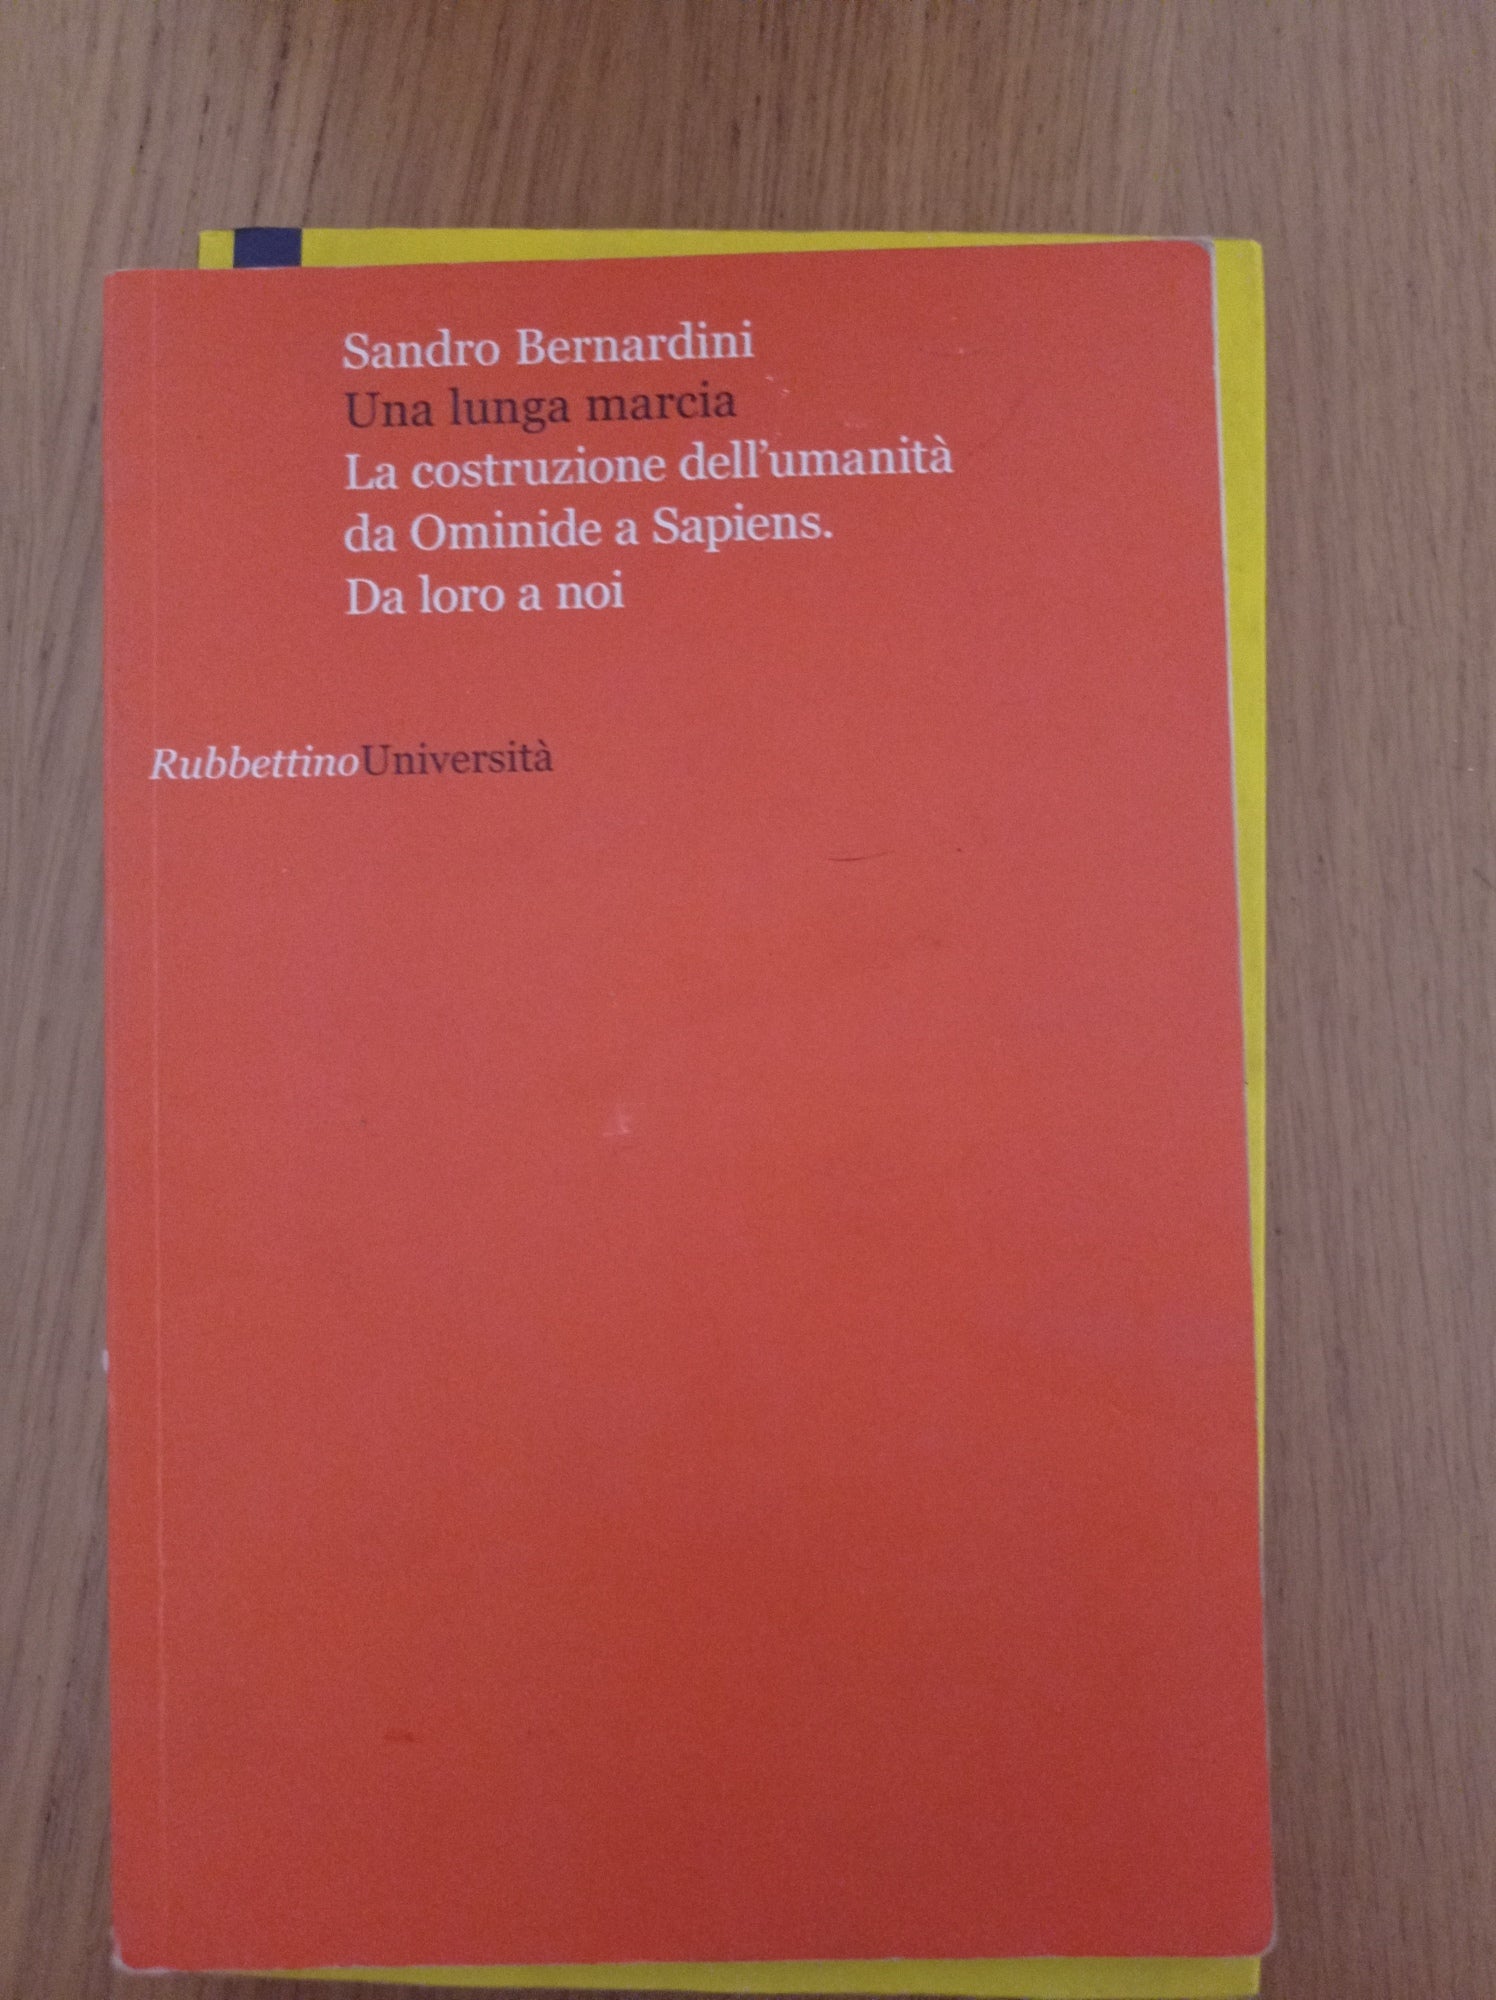 Sandro Bernardini
Una lunga marcia
La costruzione dell’umanità
da Ominide a Sapiens.
Da loro a noi
RubbettinoUniversità